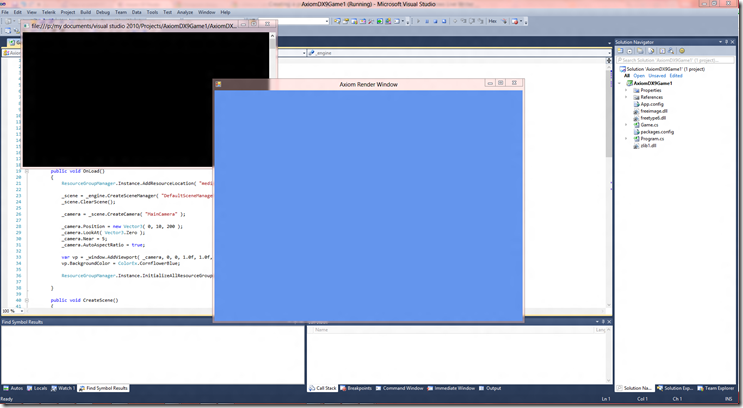 AxiomDX9Game1 (Running) - Microsoft Visual Studio
File Edit View Telerik Project Build Debug Team Data Tools Test Analyze Window Help
file:///p:/my documents/visual studio 2010/Projects/AxiomDX9Game1/AxiomDX...
Hex
_engine
Axiom Render Window
public void OnLoad()
{
ResourceGroupManager.Instance.AddResourceLocation( "med
_scene = _engine.CreateSceneManager( "DefaultSceneManage
_scene.ClearScene();
_camera = _scene.CreateCamera( "MainCamera" );
_camera.Position = new Vector3( 0, 10, 200 );
_camera.LookAt( Vector3.Zero );
_camera.Near = 5;
_camera.AutoAspectRatio = true;
var vp = _window.AddViewport( _camera, 0, 0, 1.0f, 1.0f,
vp.BackgroundColor = ColorEx.CornflowerBlue;
ResourceGroupManager.Instance.InitializeAllResourceGroup
}
public void CreateScene()
{
100 %
Solution Navigator
Search Solution 'AxiomDX9Game1'
Solution 'AxiomDX9Game1' (1 project)
All Open Unsaved Edited
AxiomDX9Game1
Properties
References
App.config
freeimage.dll
freetype6.dll
Game.cs
packages.config
Program.cs
zlib1.dll
Find Symbol Results
Name
Lang
Autos Locals Watch 1 Find Symbol Results
Call Stack Breakpoints Command Window Immediate Window Output
Solution Na... Solution Exp... Team Explorer
Ready
Ln 1 Col 1 Ch 1 INS